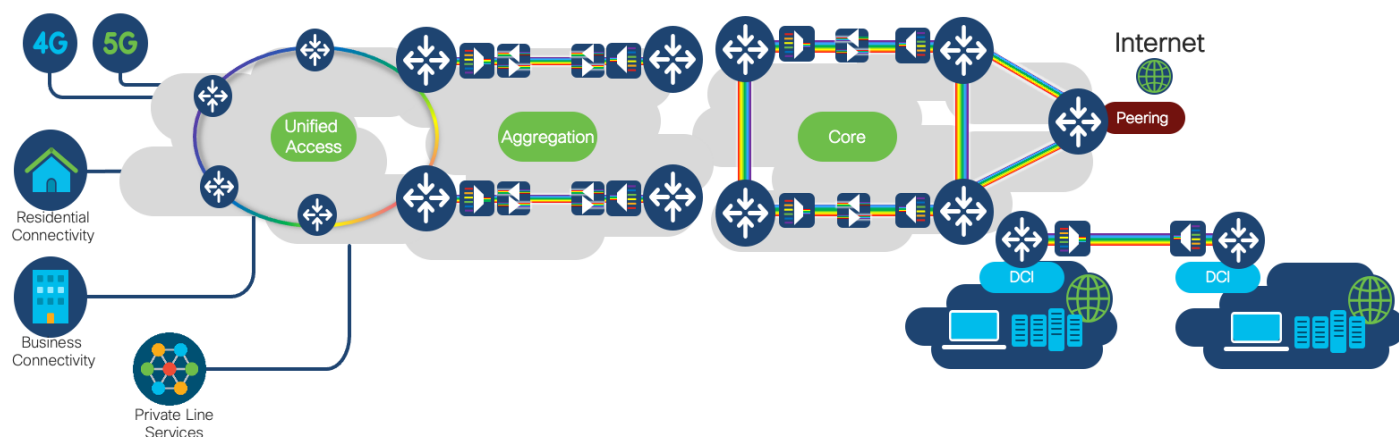 4G
5G
Residential
Connectivity
Business
Connectivity
Private Line
Services
Unified
Access
Aggregation
Core
Internet
Peering
DCI
DCI